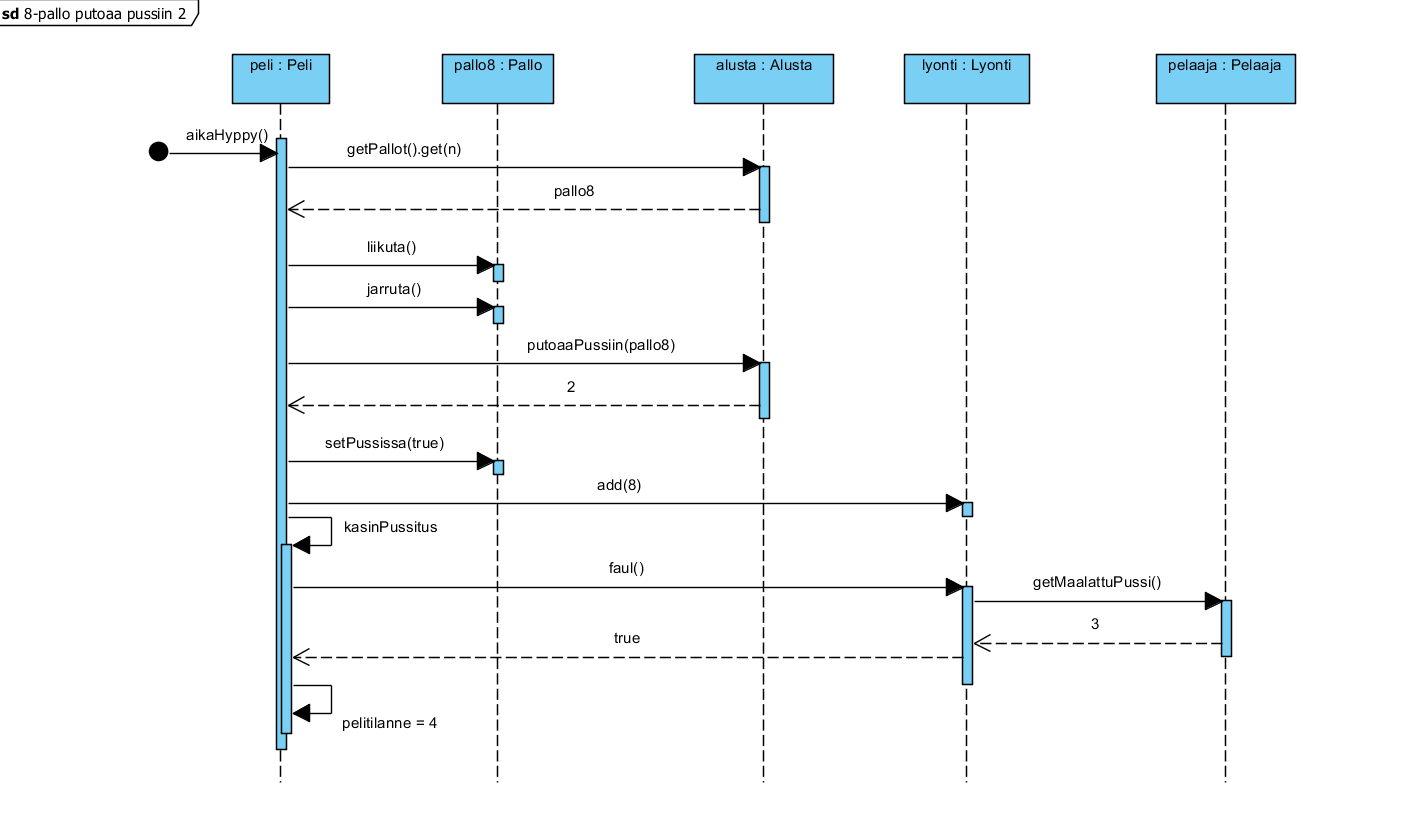 sd 8-pallo putoaa pussiin 2
peli : Peli
pallo8 : Pallo
alusta : Alusta
lyonti : Lyonti
pelaaja : Pelaaja
aikaHyppy()
getPallot().get(n)
pallo8
liikuta()
jarruta()
putoaaPussiin(pallo8)
2
setPussissa(true)
add(8)
kasinPussitus
faul()
getMaalattuPussi()
3
true
pelitilanne = 4